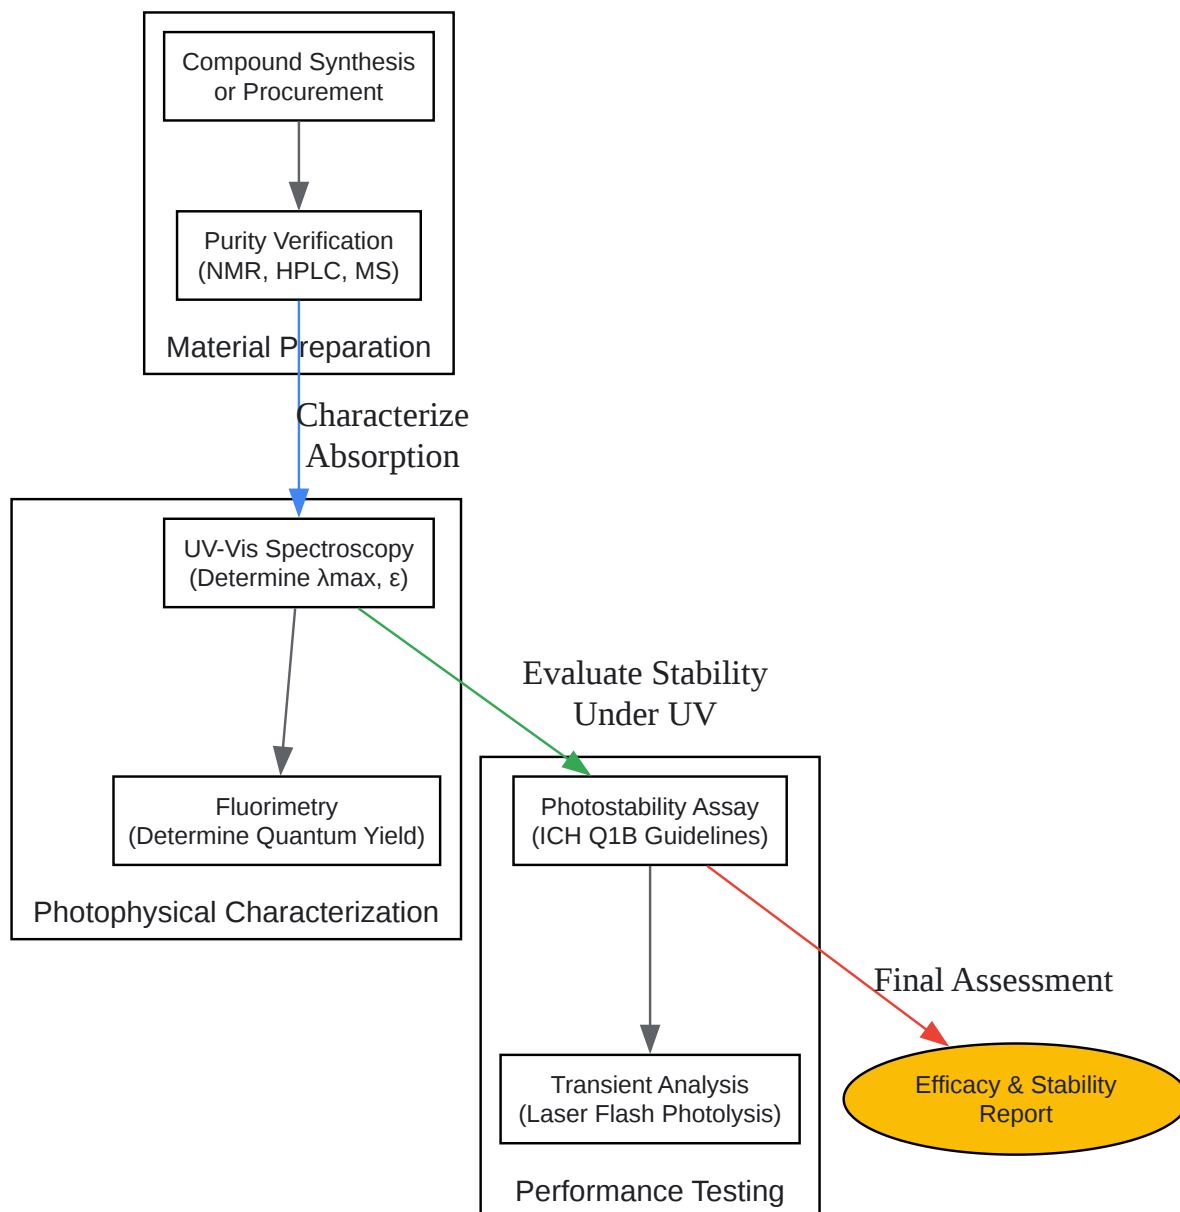 Compound Synthesis
or Procurement
Purity Verification
(NMR, HPLC, MS)
Material Preparation
Characterize
Absorption
UV-Vis Spectroscopy
(Determine λmax, ε)
Evaluate Stability
Under UV
Fluorimetry
(Determine Quantum Yield)
Photostability Assay
(ICH Q1B Guidelines)
Photophysical Characterization
Final Assessment
Transient Analysis
(Laser Flash Photolysis)
Efficacy & Stability
Report
Performance Testing